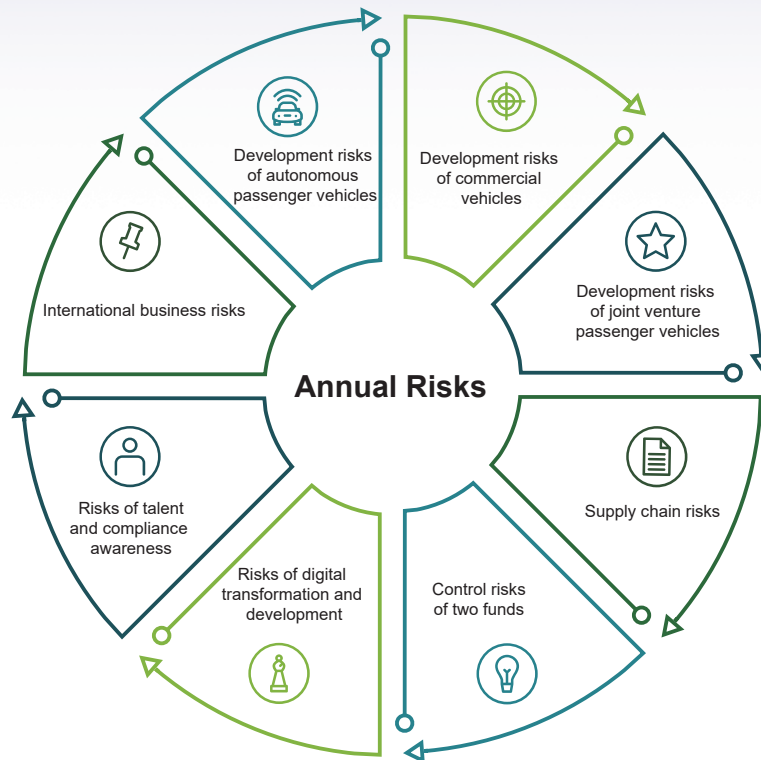 Development risks
of autonomous
passenger vehicles
Development risks
of commercial
vehicles
Development risks
of joint venture
passenger vehicles
Supply chain risks
Control risks
of two funds
Risks of digital
transformation and
development
Risks of talent
and compliance
awareness
International business risks
Annual Risks